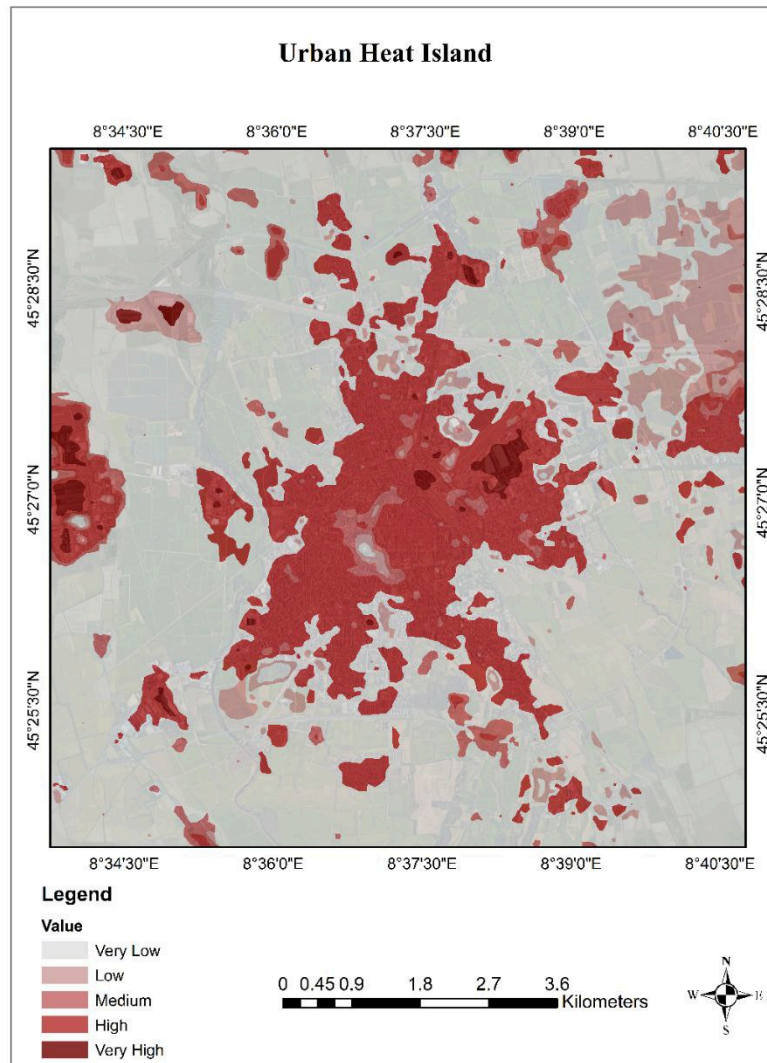 Urban Heat Island
8°34'30"E 8°36'0"E 8°37'30"E 8°39'0"E 8°40'30"E
45°28'30"N 45°28'30"N
45°27'0"N 45°27'0"N
45°25'30"N 45°25'30"N
8°34'30"E 8°36'0"E 8°37'30"E 8°39'0"E 8°40'30"E
Legend
Value
Very Low
Low
Medium
High
Very High
0 0.45 0.9 1.8 2.7 3.6
Kilometers
N
W E
S